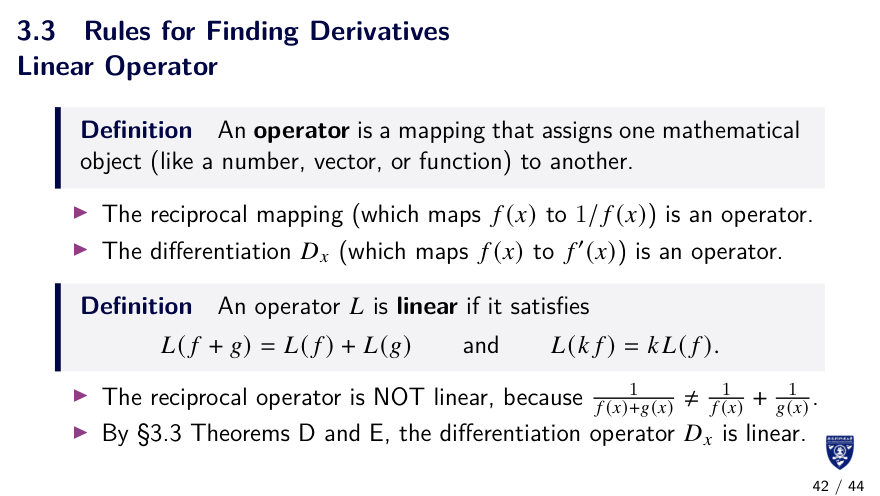 3.3 Rules for Finding Derivatives
Linear Operator
Definition An operator is a mapping that assigns one mathematical
object (like a number, vector, or function) to another.
▶ The reciprocal mapping (which maps f(x) to 1/f(x)) is an operator.
▶ The differentiation Dₓ (which maps f(x) to f′(x)) is an operator.
Definition An operator L is linear if it satisfies
L(f + g) = L(f) + L(g) and L(kf) = kL(f).
▶ The reciprocal operator is NOT linear, because 1/(f(x)+g(x)) ≠ 1/f(x) + 1/g(x).
▶ By §3.3 Theorems D and E, the differentiation operator Dₓ is linear.
42 / 44